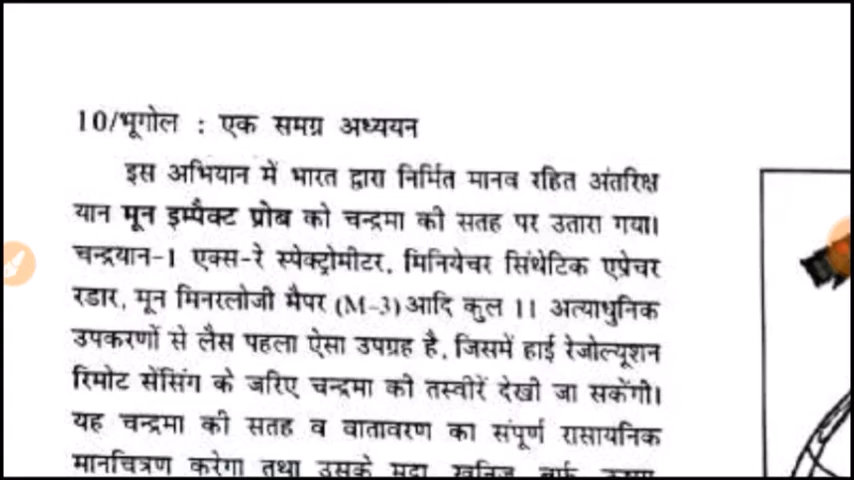 10/भूगोल : एक समग्र अध्ययन
इस अभियान में भारत द्वारा निर्मित मानव रहित अंतरिक्ष
यान मून इम्पैक्ट प्रोब को चन्द्रमा की सतह पर उतारा गया।
चन्द्रयान-1 एक्स-रे स्पेक्ट्रोमीटर, मिनियेचर सिंथेटिक एप्रेचर
रडार, मून मिनरलोजी मैपर (M-3) आदि कुल 11 अत्याधुनिक
उपकरणों से लैस पहला ऐसा उपग्रह है, जिसमें हाई रेजोल्यूशन
रिमोट सेंसिंग के जरिए चन्द्रमा की तस्वीरें देखी जा सकेंगी।
यह चन्द्रमा की सतह व वातावरण का संपूर्ण रासायनिक
मानचित्रण करेगा तथा उसके